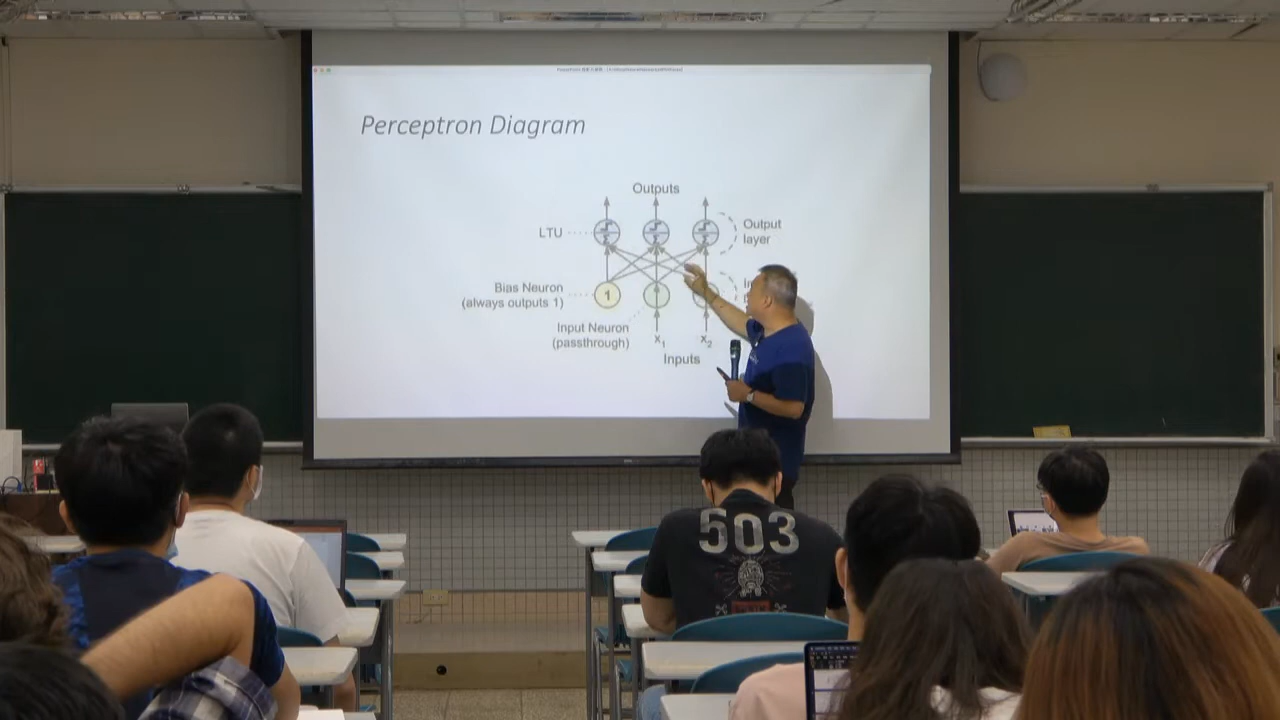 Perceptron Diagram
Outputs
LTU
Output
layer
Bias Neuron
(always outputs 1)
1
Input Neuron
(passthrough)
x1
x2
Inputs
503